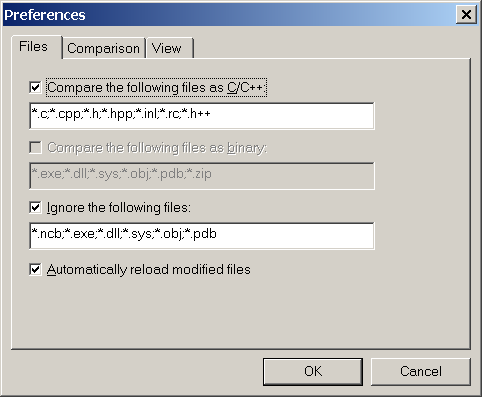 Preferences
Files Comparison View
Compare the following files as C/C++:
*.c;*.cpp;*.h;*.hpp;*.inl;*.rc;*.h++
Compare the following files as binary:
*.exe;*.dll;*.sys;*.obj;*.pdb;*.zip
Ignore the following files:
*.ncb;*.exe;*.dll;*.sys;*.obj;*.pdb
Automatically reload modified files
OK Cancel